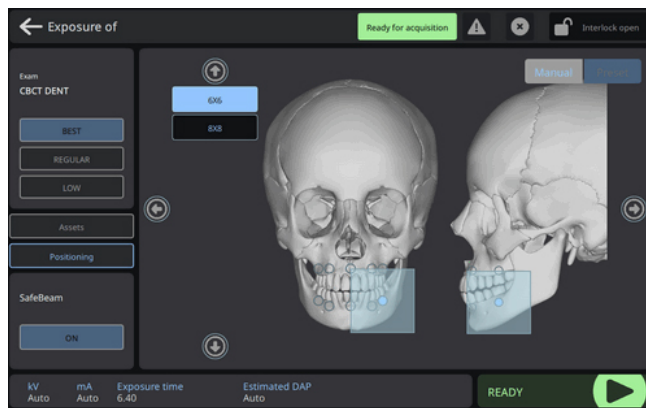 Exposure of
Ready for acquisition
Interlock open
Exam
CBCT DENT
BEST
REGULAR
LOW
Assets
Positioning
SafeBeam
ON
6X6
8X8
Manual
Preset
kV
Auto
mA
Auto
Exposure time
6.40
Estimated DAP
Auto
READY